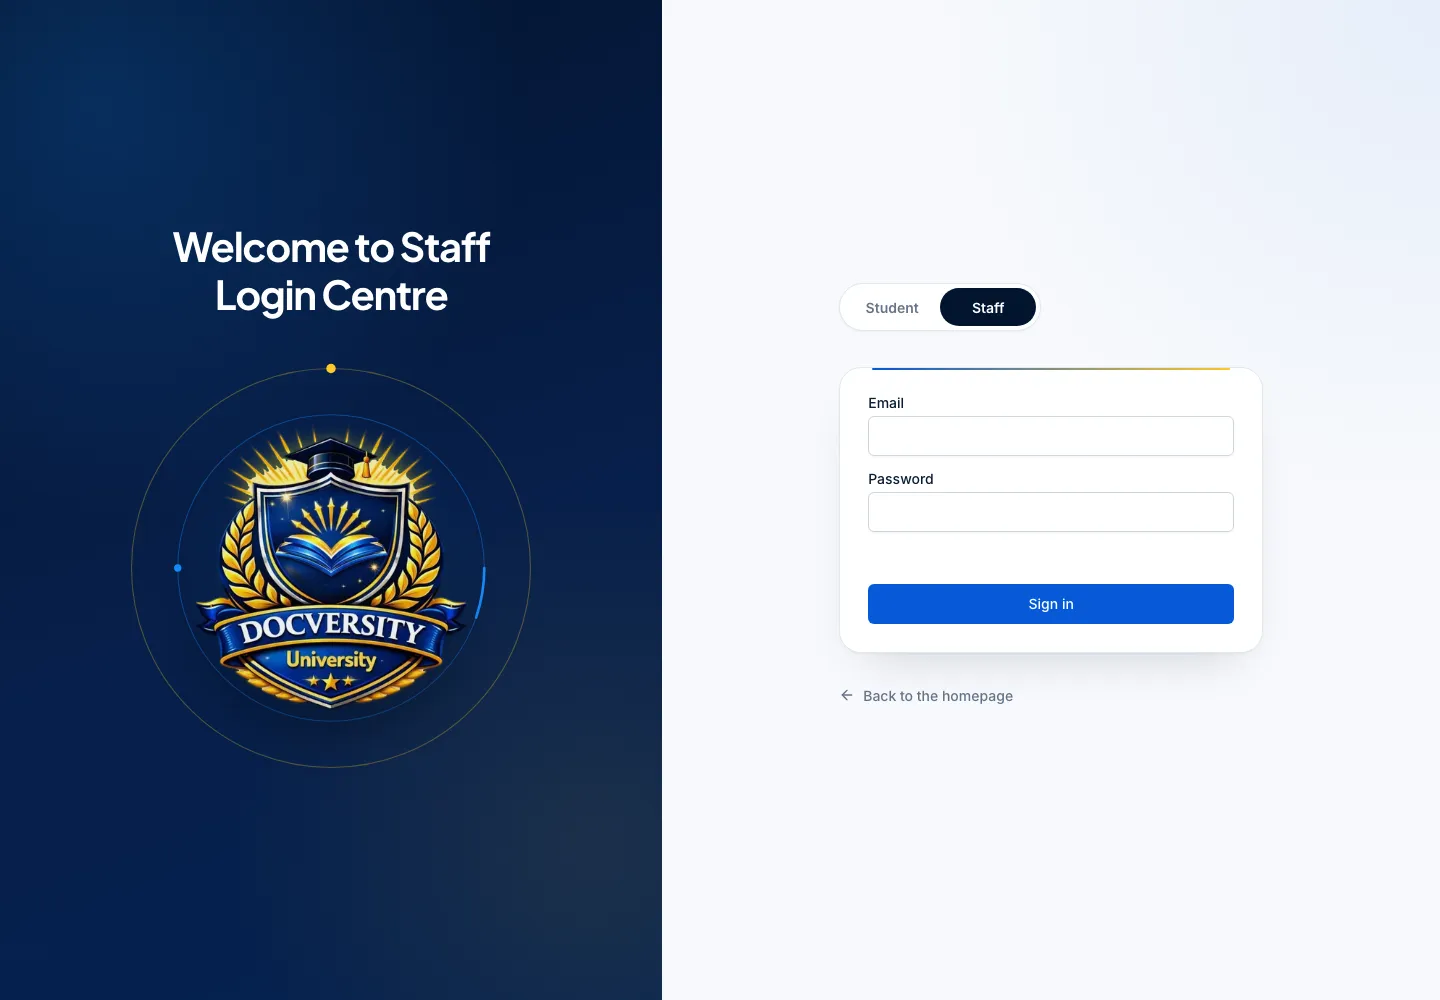 Welcome to Staff
Login Centre
DOCVERSITY
University
Student
Staff
Email
Password
Sign in
Back to the homepage